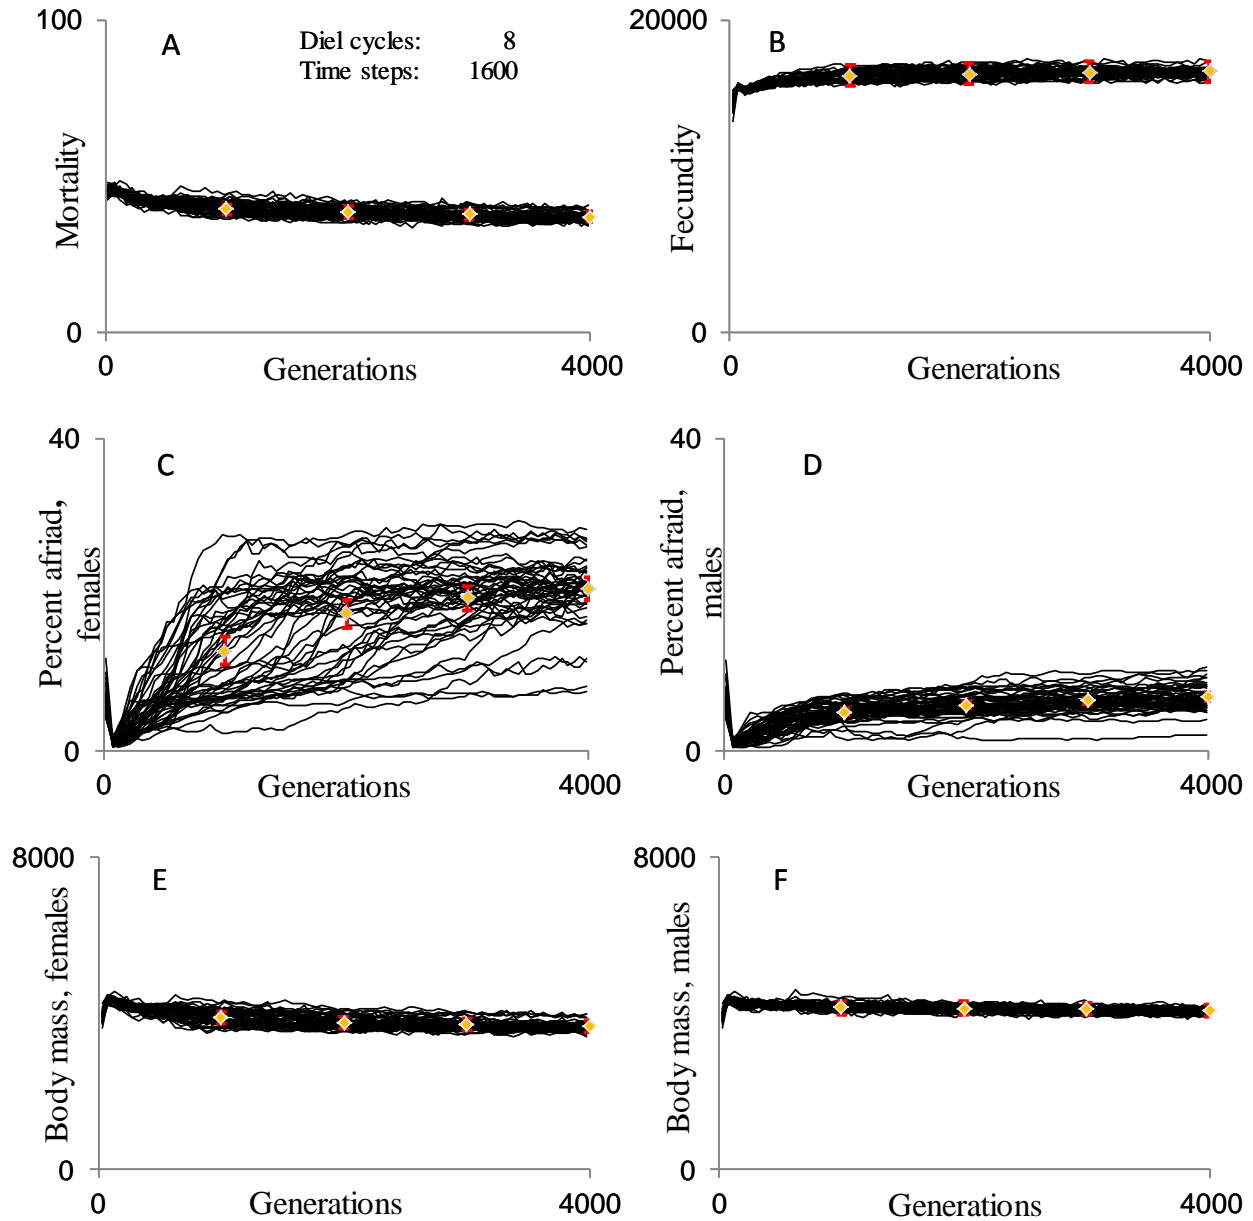 100
A
Diel cycles: 8
Time steps: 1600
Mortality
0
0
Generations
4000
20000
B
Fecundity
0
0
Generations
4000
40
C
Percent afriad,
females
0
0
Generations
4000
40
D
Percent afraid,
males
0
0
Generations
4000
8000
E
Body mass, females
0
0
Generations
4000
8000
F
Body mass, males
0
0
Generations
4000